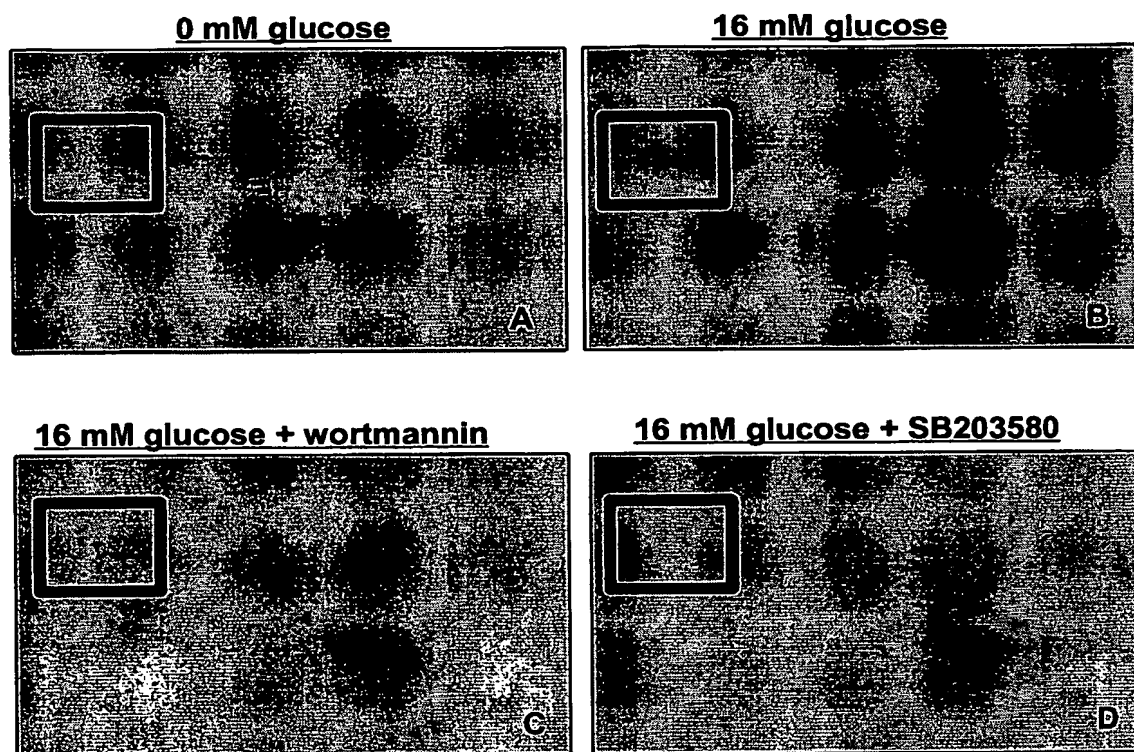 0 mM glucose
16 mM glucose
A
B
16 mM glucose + wortmannin
16 mM glucose + SB203580
C
D